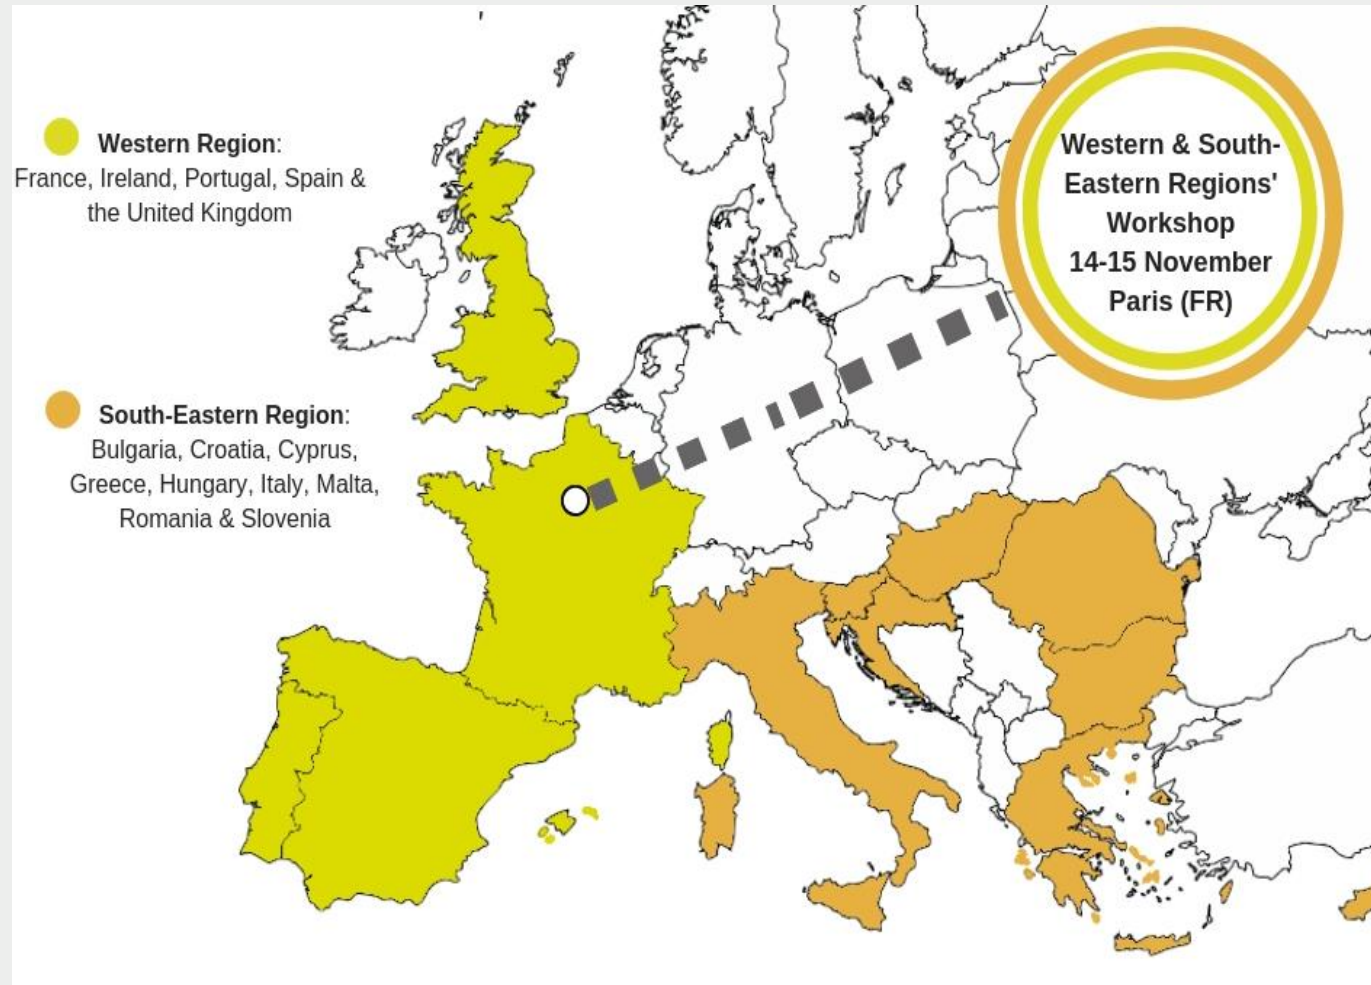 Western Region:
France, Ireland, Portugal, Spain &
the United Kingdom
South-Eastern Region:
Bulgaria, Croatia, Cyprus,
Greece, Hungary, Italy, Malta,
Romania & Slovenia
Western & South-
Eastern Regions'
Workshop
14-15 November
Paris (FR)